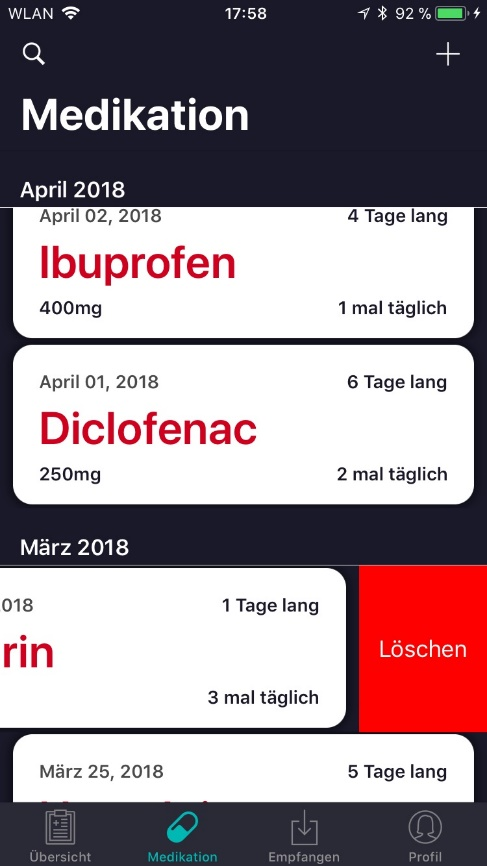 WLAN 17:58 92 %
Medikation
April 2018
April 02, 2018 4 Tage lang
Ibuprofen
400mg 1 mal täglich
April 01, 2018 6 Tage lang
Diclofenac
250mg 2 mal täglich
März 2018
018 1 Tage lang
rin Löschen
3 mal täglich
März 25, 2018 5 Tage lang
Übersicht Medikation Empfangen Profil